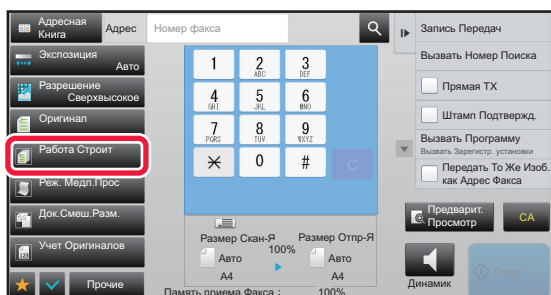 Адресная
Книга
Адрес
Номер факса
Экспозиция
Авто
Разрешение
Сверхвысокое
Оригинал
Работа Строит
Реж. Медл.Прос
Док.Смеш.Разм.
Учет Оригиналов
Прочие
1
2
ABC
3
DEF
4
GHI
5
JKL
6
MNO
7
PQRS
8
TUV
9
WXYZ
0
#
C
Размер Скан-Я
Размер Отпр-Я
100%
Авто
Авто
A4
A4
Память приема Факса :
100%
Запись Передач
Вызвать Номер Поиска
Прямая TX
Штамп Подтвержд.
Вызвать Программу
Вызвать Зарегистр. установки
Передать То Же Изоб.
как Адрес Факса
Предварит.
Просмотр
CA
Динамик
Старт